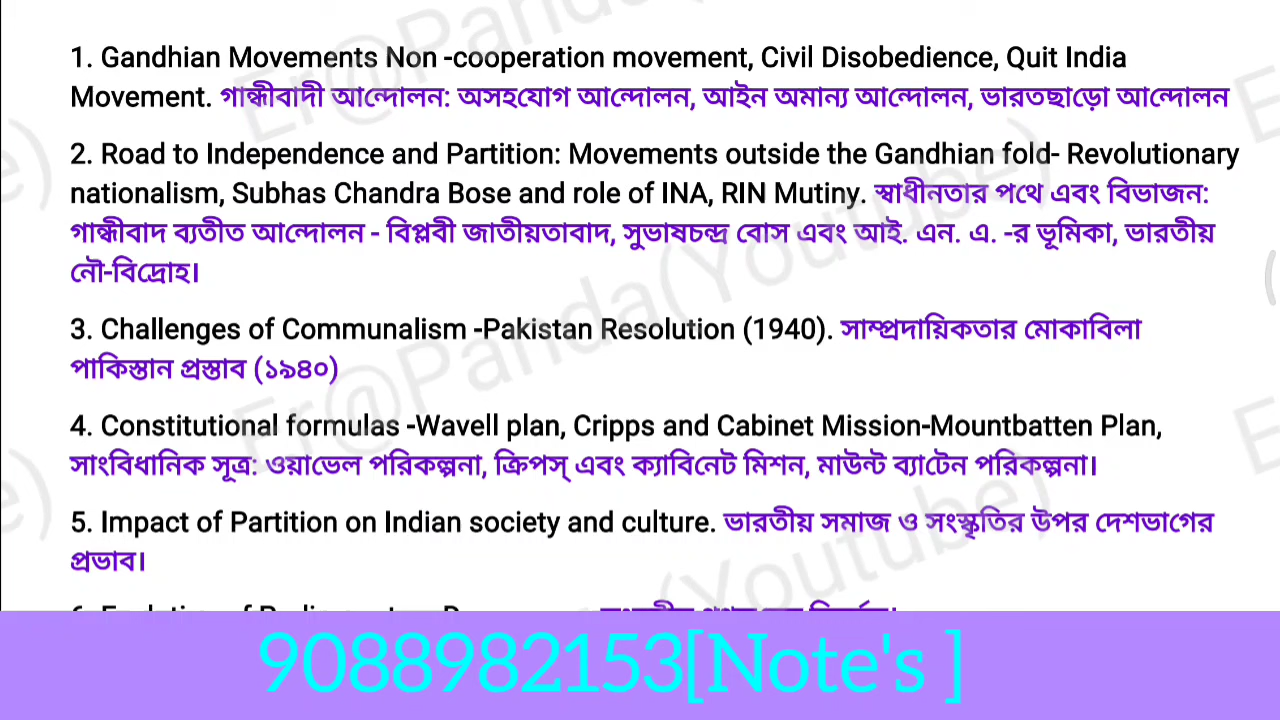 1. Gandhian Movements Non -cooperation movement, Civil Disobedience, Quit India
Movement. গান্ধীবাদী আন্দোলন: অসহযোগ আন্দোলন, আইন অমান্য আন্দোলন, ভারতছাড়ো আন্দোলন
2. Road to Independence and Partition: Movements outside the Gandhian fold- Revolutionary
nationalism, Subhas Chandra Bose and role of INA, RIN Mutiny. স্বাধীনতার পথে এবং বিভাজন:
গান্ধীবাদ ব্যতীত আন্দোলন - বিপ্লবী জাতীয়তাবাদ, সুভাষচন্দ্র বোস এবং আই. এন. এ. -র ভূমিকা, ভারতীয়
নৌ-বিদ্রোহ।
3. Challenges of Communalism -Pakistan Resolution (1940). সাম্প্রদায়িকতার মোকাবিলা
পাকিস্তান প্রস্তাব (১৯৪০)
4. Constitutional formulas -Wavell plan, Cripps and Cabinet Mission-Mountbatten Plan,
সাংবিধানিক সূত্র: ওয়াভেল পরিকল্পনা, ক্রিপস্ এবং ক্যাবিনেট মিশন, মাউন্ট ব্যাটেন পরিকল্পনা।
5. Impact of Partition on Indian society and culture. ভারতীয় সমাজ ও সংস্কৃতির উপর দেশভাগের
প্রভাব।
9088982153[Note's ]
Er@Panda(Youtube)